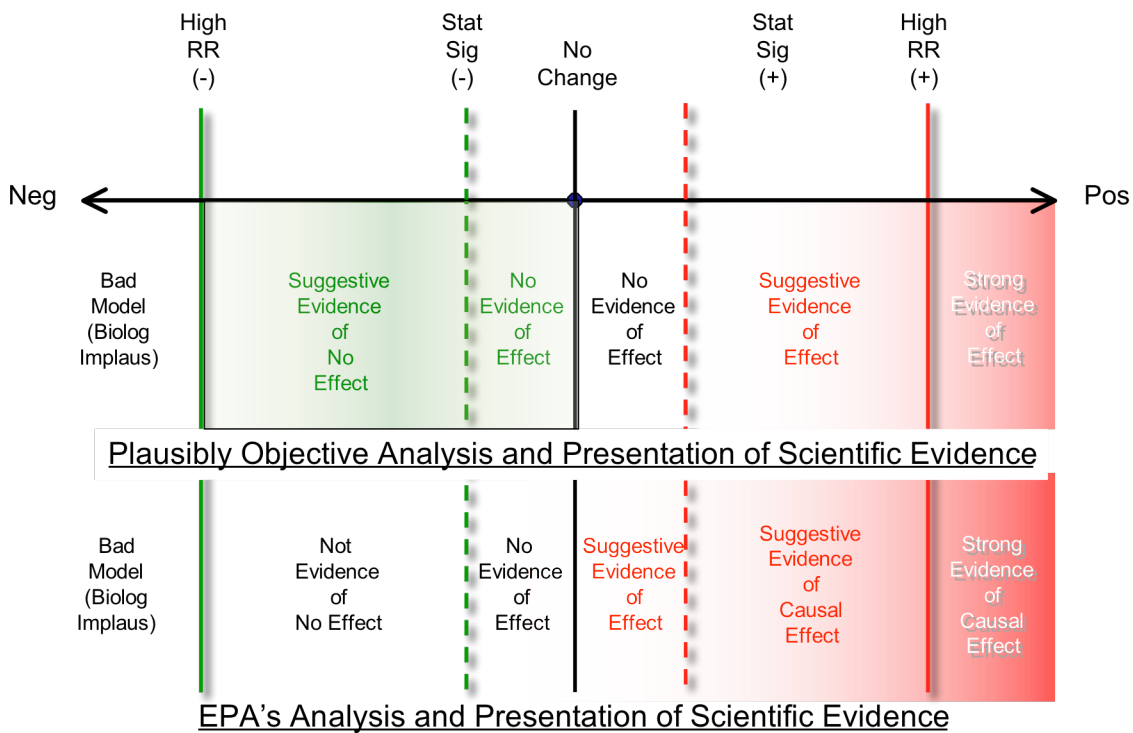 High
RR
(-)
Stat
Sig
(-)
No
Change
Stat
Sig
(+)
High
RR
(+)
Neg
Pos
Bad
Model
(Biolog
Implaus)
Suggestive
Evidence
of
No
Effect
No
Evidence
of
Effect
No
Evidence
of
Effect
Suggestive
Evidence
of
Effect
Strong
Evidence
of
Effect
Plausibly Objective Analysis and Presentation of Scientific Evidence
Bad
Model
(Biolog
Implaus)
Not
Evidence
of
No Effect
No
Evidence
of
Effect
Suggestive
Evidence
of
Effect
Suggestive
Evidence
of
Causal
Effect
Strong
Evidence
of
Causal
Effect
EPA's Analysis and Presentation of Scientific Evidence